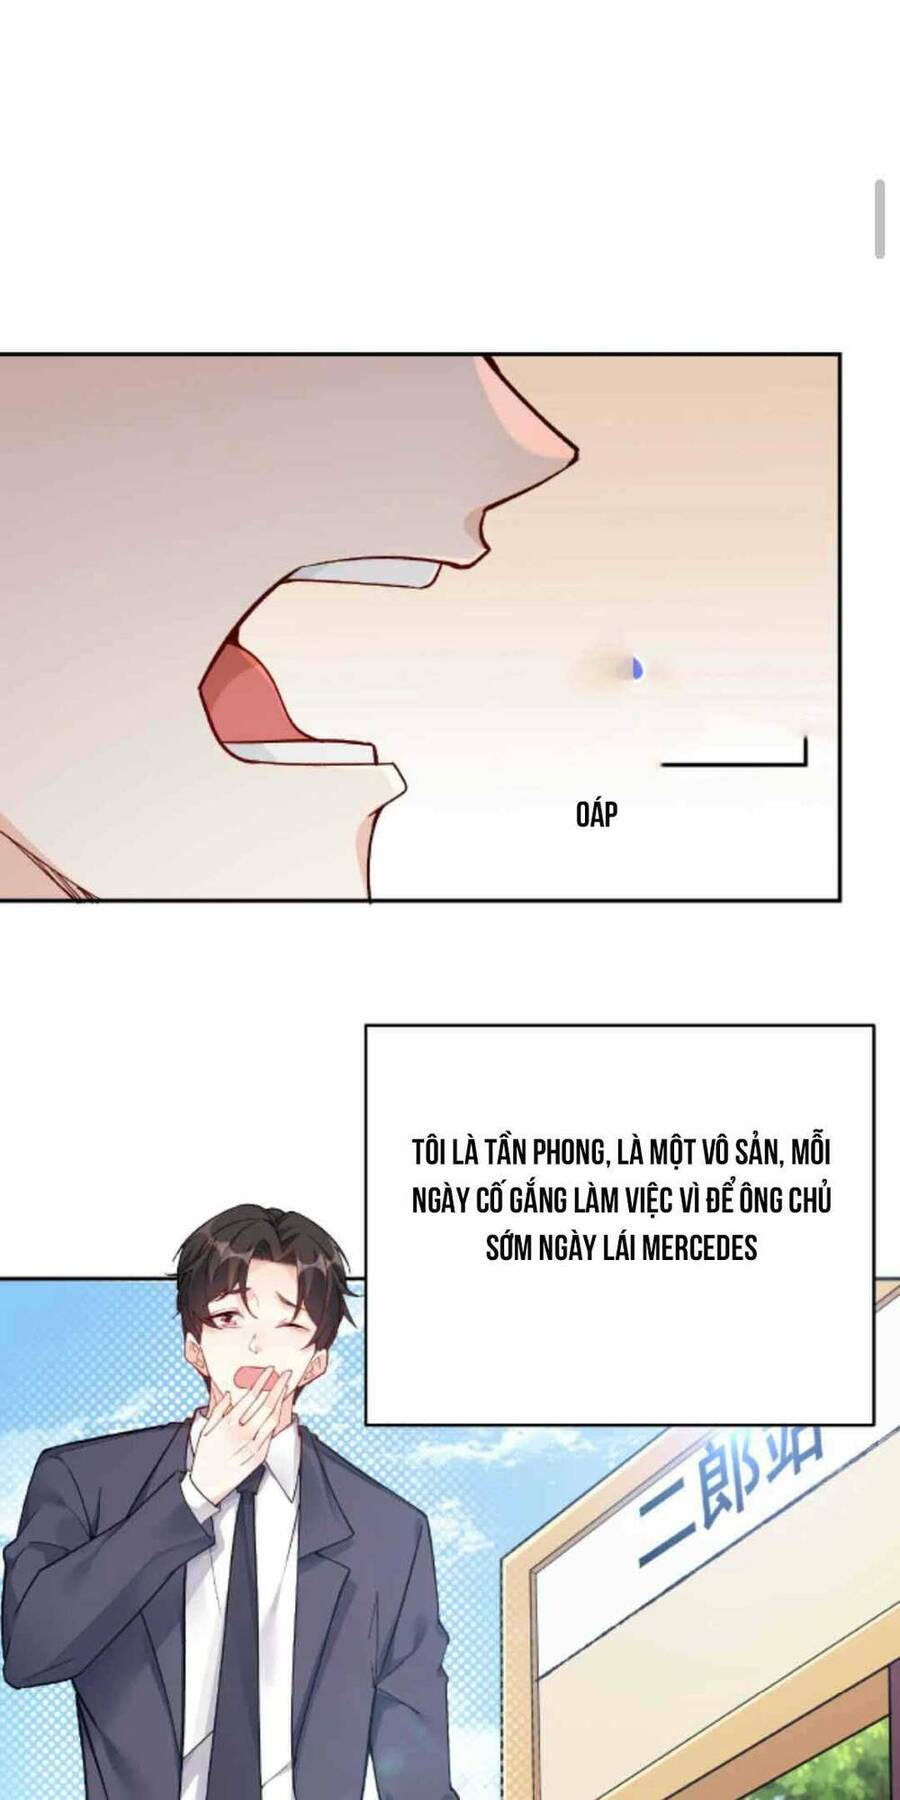 OÁP
TÔI LÀ TẦN PHONG, LÀ MỘT VÔ SẢN, MỖI
NGÀY CỐ GẮNG LÀM VIỆC VÌ ĐỂ ÔNG CHỦ
SỚM NGÀY LÁI MERCEDES
二郎站